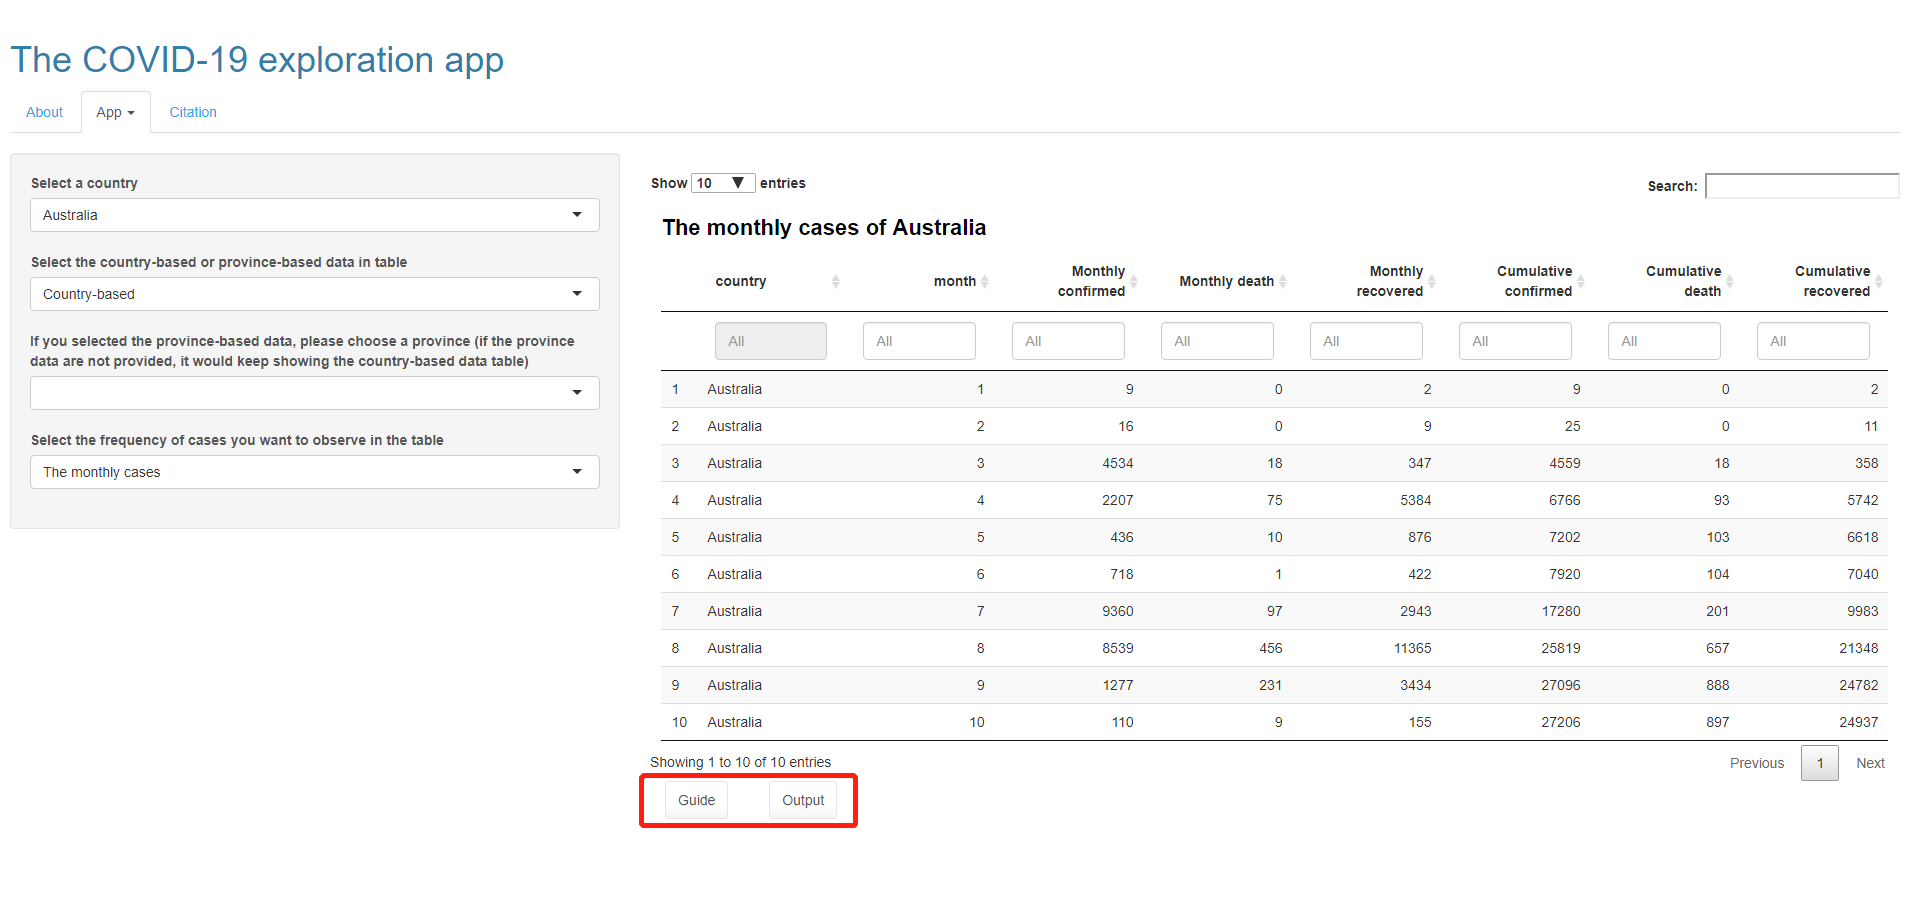 The COVID-19 exploration app
About App Citation
Select a country
Australia
Select the country-based or province-based data in table
Country-based
If you selected the province-based data, please choose a province (if the province
data are not provided, it would keep showing the country-based data table)
Select the frequency of cases you want to observe in the table
The monthly cases
Show 10 entries
Search:
The monthly cases of Australia
country month Monthly confirmed Monthly death Monthly recovered Cumulative confirmed Cumulative death Cumulative recovered
All All All All All All All All
1 Australia 1 9 0 2 9 0 2
2 Australia 2 16 0 9 25 0 11
3 Australia 3 4534 18 347 4559 18 358
4 Australia 4 2207 75 5384 6766 93 5742
5 Australia 5 436 10 876 7202 103 6618
6 Australia 6 718 1 422 7920 104 7040
7 Australia 7 9360 97 2943 17280 201 9983
8 Australia 8 8539 456 11365 25819 657 21348
9 Australia 9 1277 231 3434 27096 888 24782
10 Australia 10 110 9 155 27206 897 24937
Showing 1 to 10 of 10 entries
Previous 1 Next
Guide Output